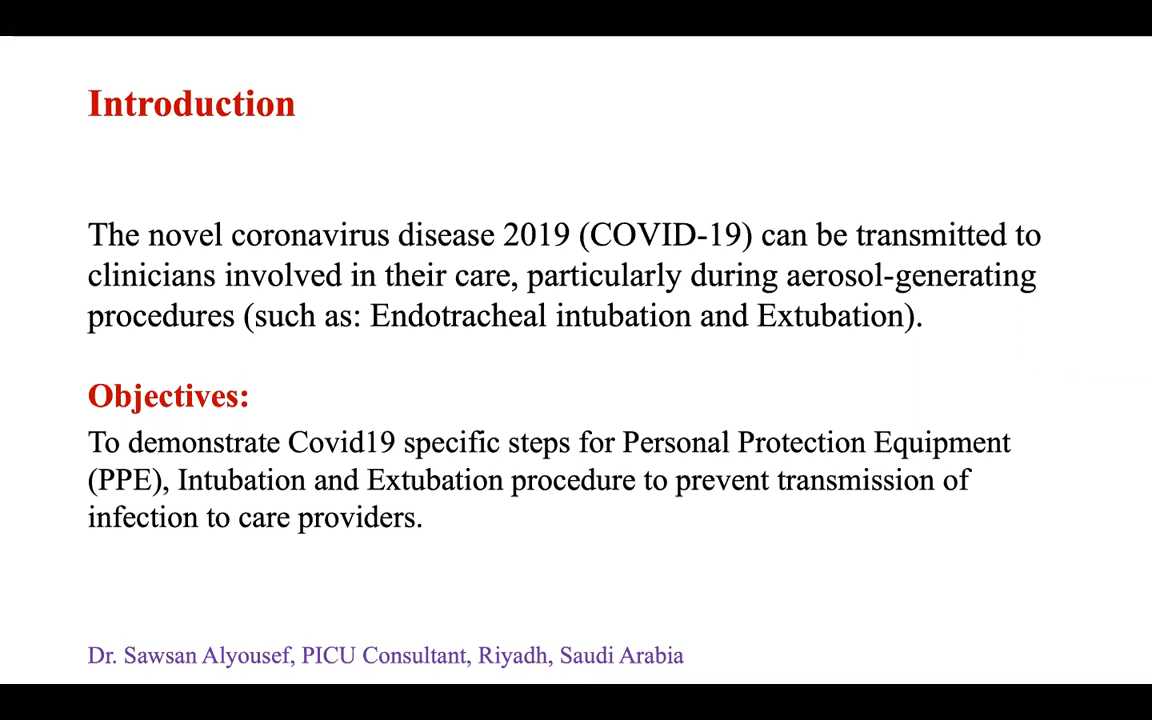 Introduction
The novel coronavirus disease 2019 (COVID-19) can be transmitted to
clinicians involved in their care, particularly during aerosol-generating
procedures (such as: Endotracheal intubation and Extubation).
Objectives:
To demonstrate Covid19 specific steps for Personal Protection Equipment
(PPE), Intubation and Extubation procedure to prevent transmission of
infection to care providers.
Dr. Sawsan Alyousef, PICU Consultant, Riyadh, Saudi Arabia